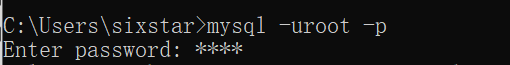 C:\Users\sixstar>mysql -uroot -p
Enter password: ****